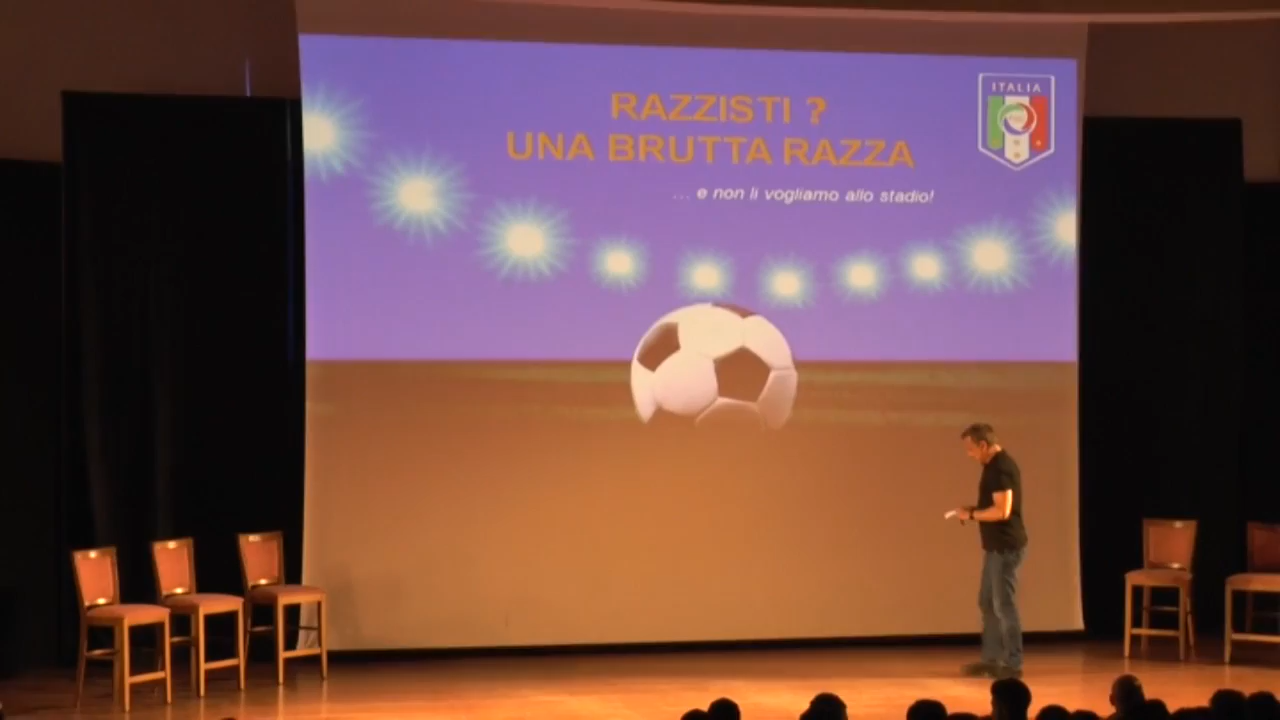 RAZZISTI ?
UNA BRUTTA RAZZA
... e non li vogliamo allo stadio!
ITALIA